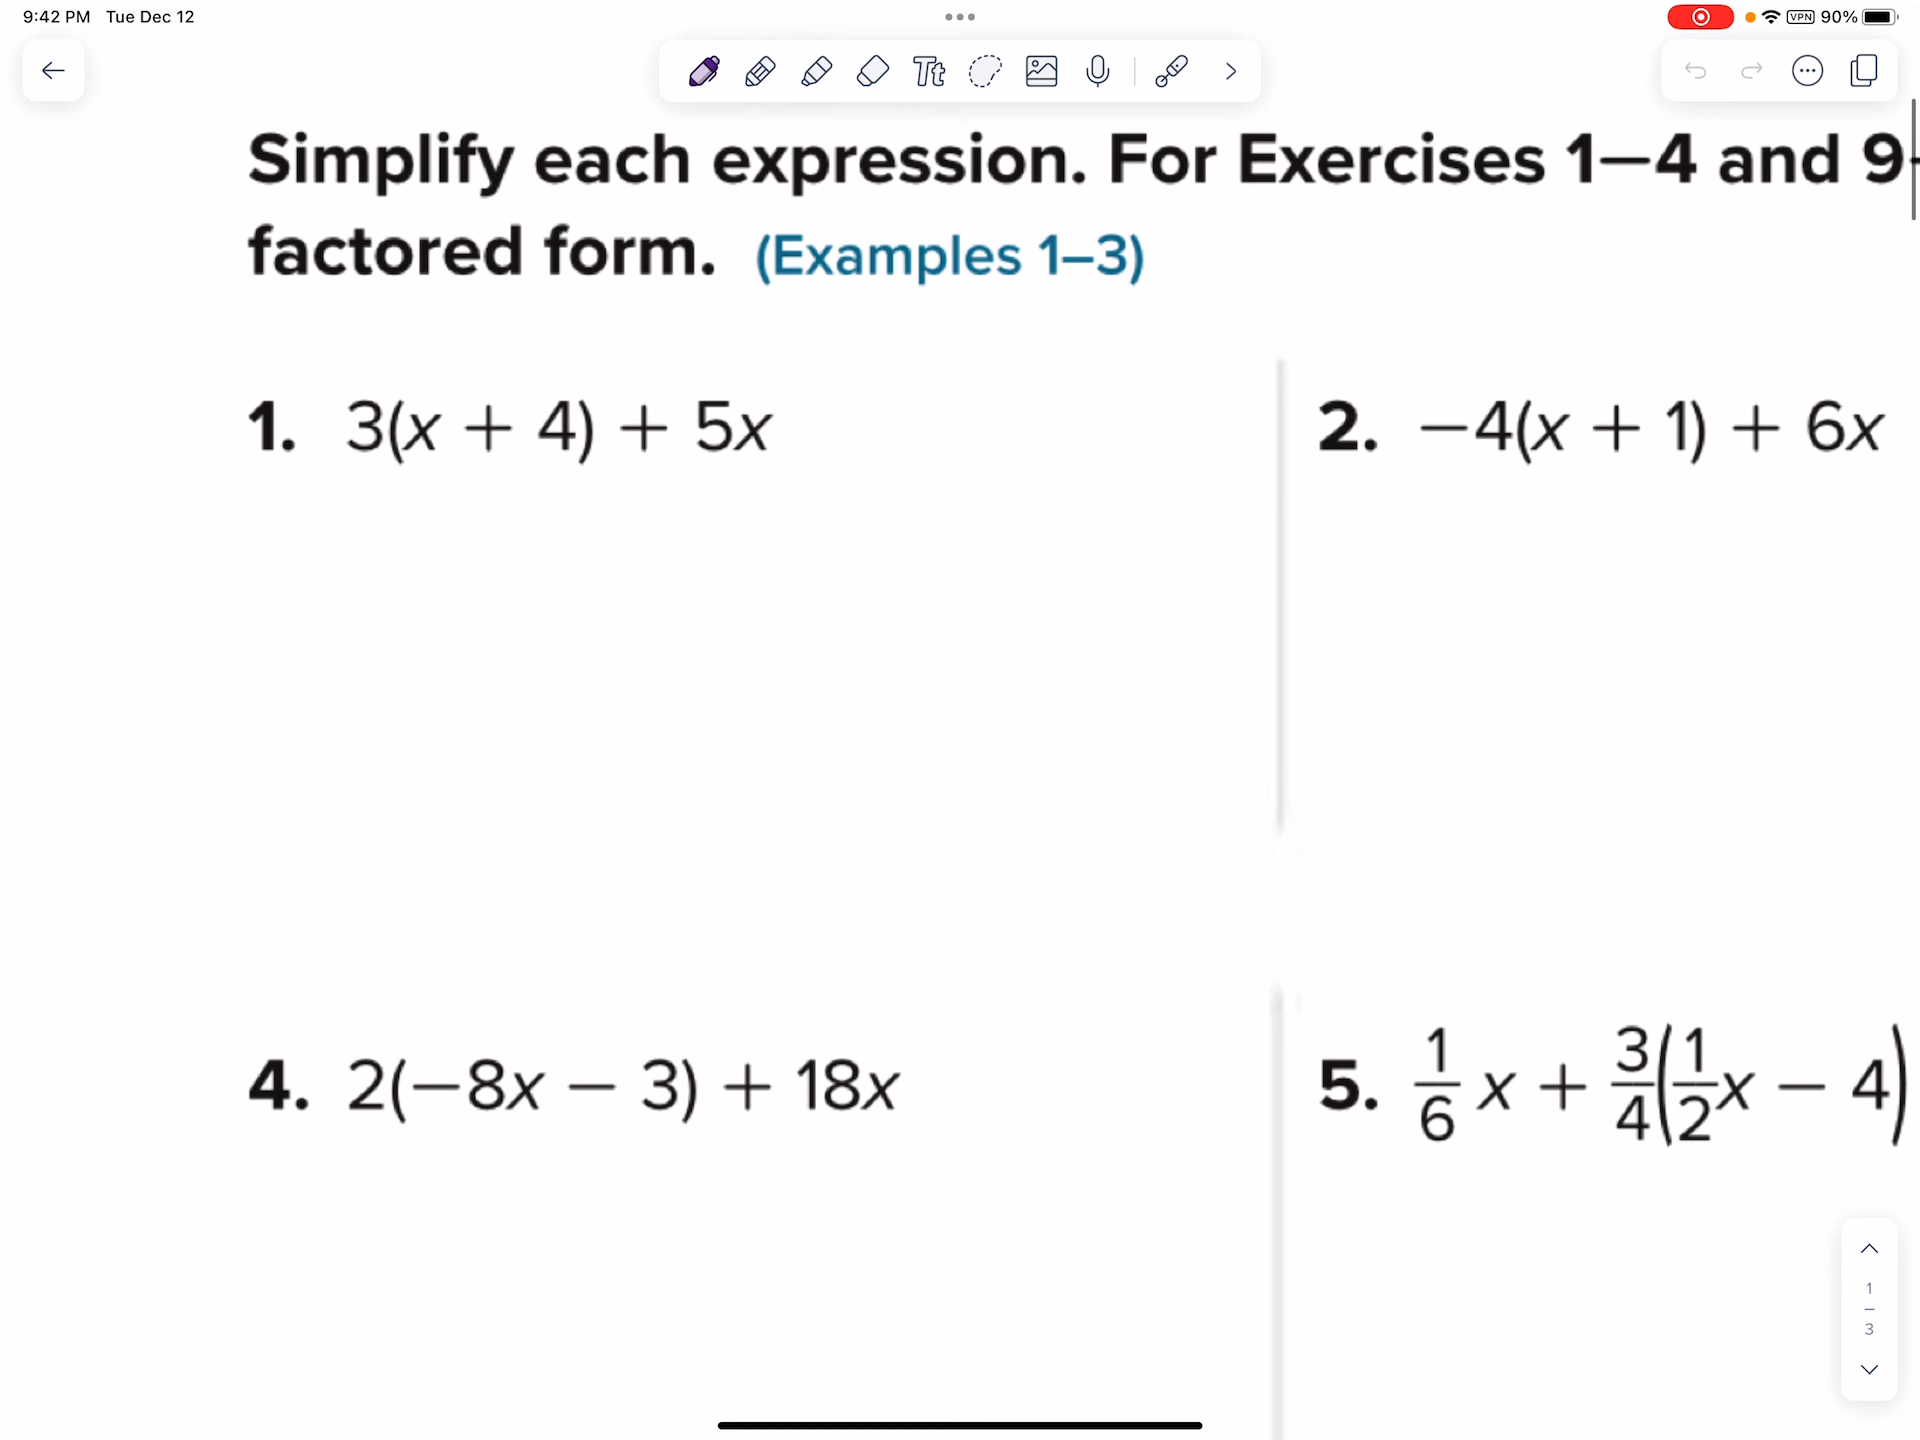 9:42 PM Tue Dec 12
VPN 90%
Tt
Simplify each expression. For Exercises 1–4 and 9-
factored form. (Examples 1–3)
1. 3(x + 4) + 5x
2. −4(x + 1) + 6x
4. 2(−8x − 3) + 18x
5. 1/6 x + 3/4(1/2x − 4)
1
3